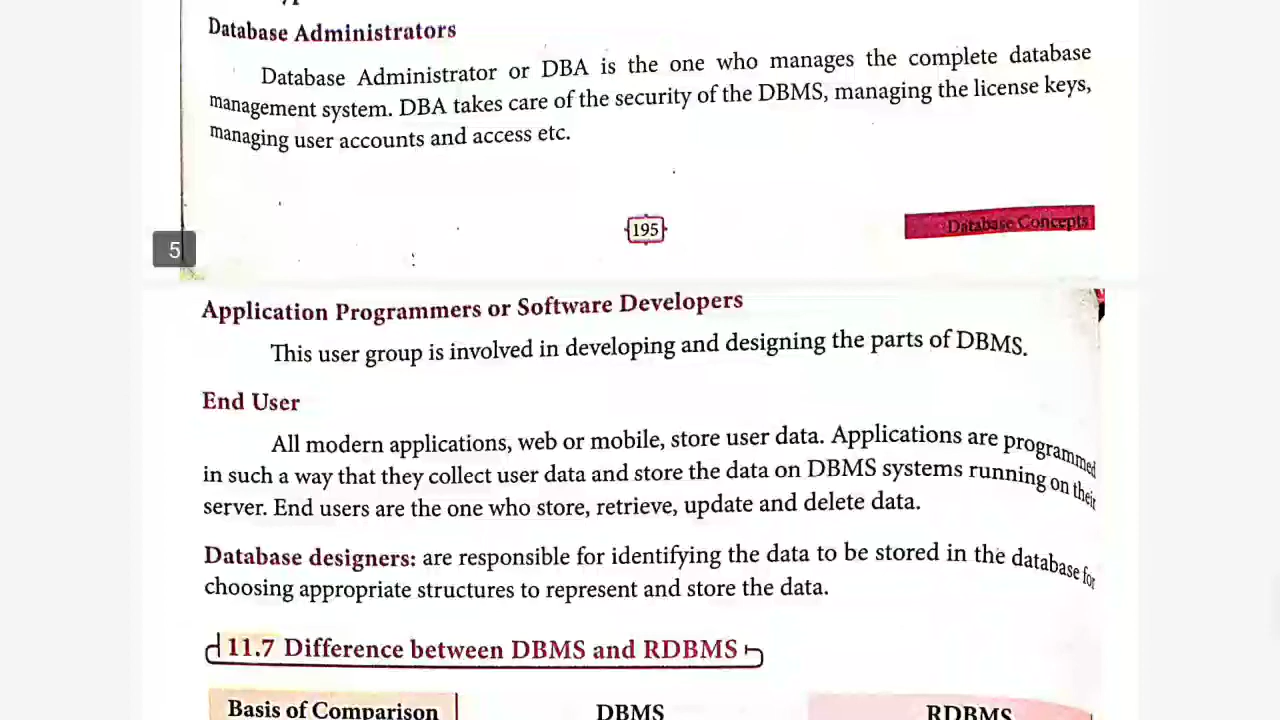 Database Administrators
Database Administrator or DBA is the one who manages the complete database
management system. DBA takes care of the security of the DBMS, managing the license keys,
managing user accounts and access etc.
195
Database Concepts
5
Application Programmers or Software Developers
This user group is involved in developing and designing the parts of DBMS.
End User
All modern applications, web or mobile, store user data. Applications are programmed
in such a way that they collect user data and store the data on DBMS systems running on their
server. End users are the one who store, retrieve, update and delete data.
Database designers: are responsible for identifying the data to be stored in the database for
choosing appropriate structures to represent and store the data.
11.7 Difference between DBMS and RDBMS
Basis of Comparison DBMS RDBMS